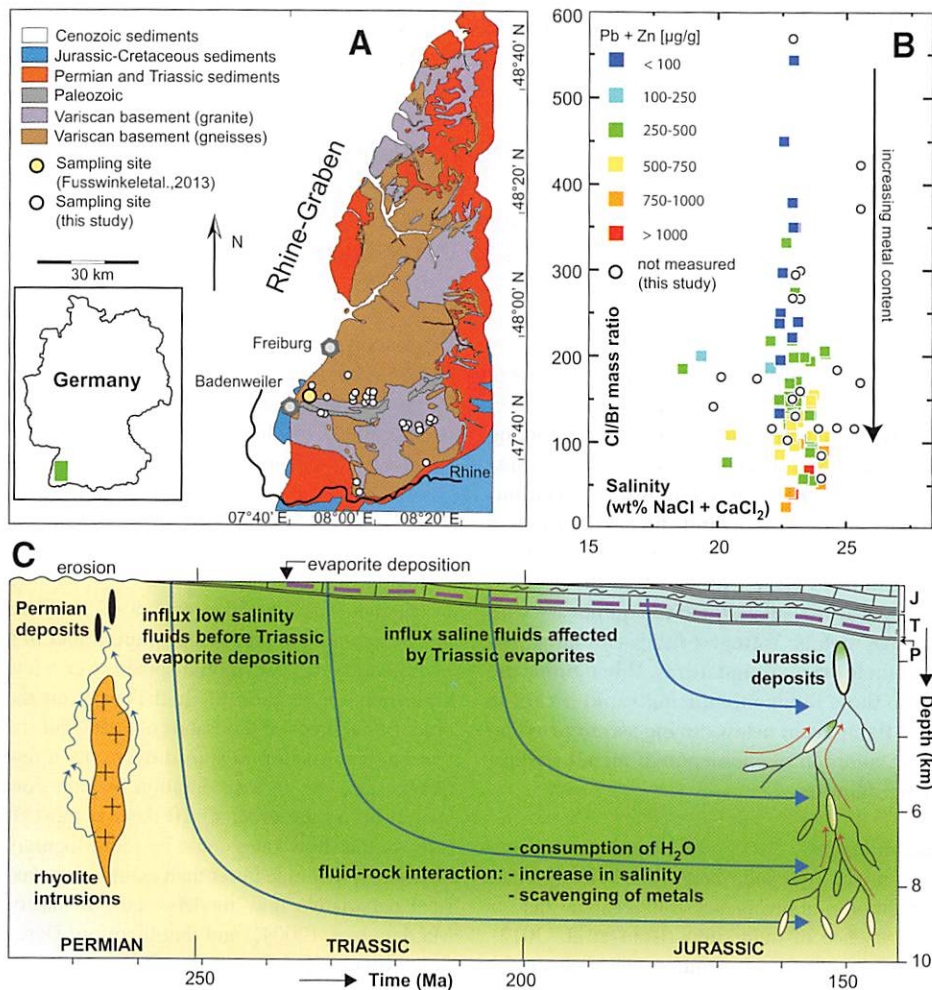 A
Cenozoic sediments
Jurassic-Cretaceous sediments
Permian and Triassic sediments
Paleozoic
Variscan basement (granite)
Variscan basement (gneisses)
Sampling site
(Fusswinkeletal.,2013)
Sampling site
(this study)
N
30 km
Germany
Rhine-Graben
Freiburg
Badenweiler
Rhine
48°40' N
48°20' N
48°00' N
47°40' N
07°40' E
08°00' E
08°20' E
B
Pb + Zn [µg/g]
< 100
100-250
250-500
500-750
750-1000
> 1000
not measured
(this study)
increasing metal content
Cl/Br mass ratio
600
500
400
300
200
100
0
Salinity
(wt% NaCl + CaCl₂)
15
20
25
C
erosion
evaporite deposition
Permian
deposits
influx low salinity
fluids before Triassic
evaporite deposition
influx saline fluids affected
by Triassic evaporites
Jurassic
deposits
J
T
P
Depth (km)
6
8
10
- consumption of H₂O
fluid-rock interaction: - increase in salinity
- scavenging of metals
rhyolite
intrusions
PERMIAN
TRIASSIC
JURASSIC
250
Time (Ma)
200
150